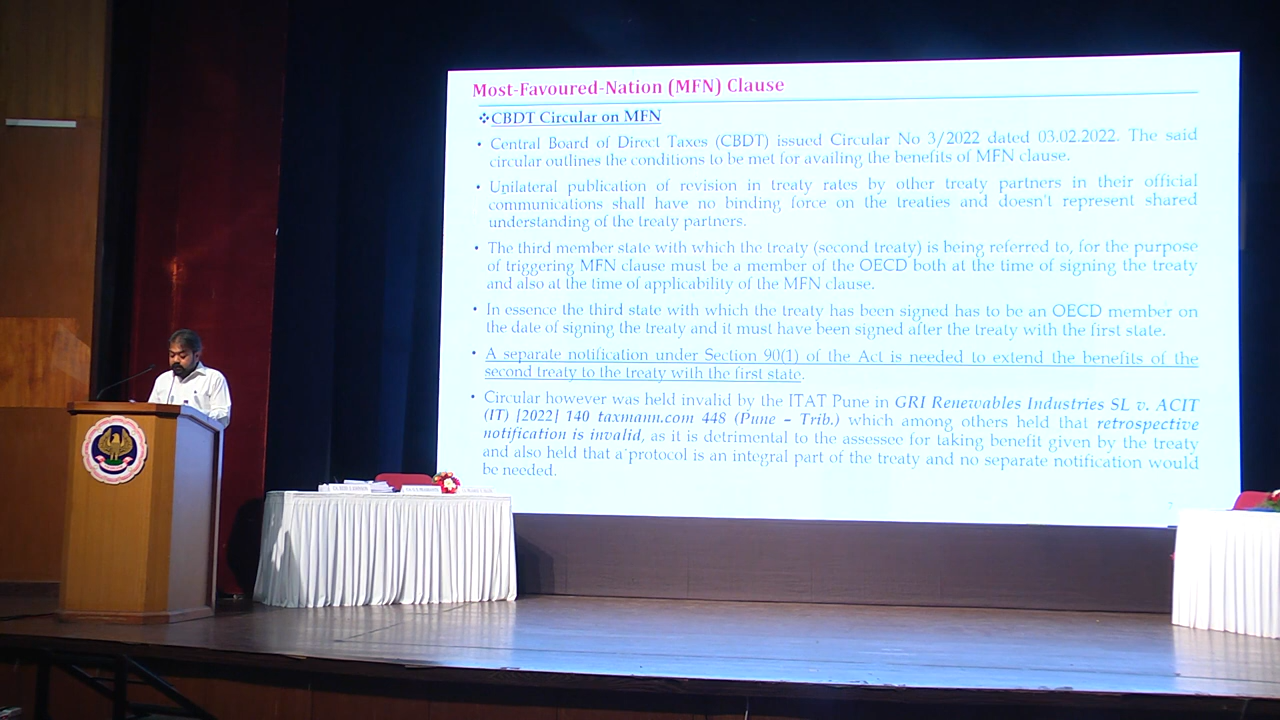 Most-Favoured-Nation (MFN) Clause
❖CBDT Circular on MFN
• Central Board of Direct Taxes (CBDT) issued Circular No 3/2022 dated 03.02.2022. The said
circular outlines the conditions to be met for availing the benefits of MFN clause.
• Unilateral publication of revision in treaty rates by other treaty partners in their official
communications shall have no binding force on the treaties and doesn't represent shared
understanding of the treaty partners.
• The third member state with which the treaty (second treaty) is being referred to, for the purpose
of triggering MFN clause must be a member of the OECD both at the time of signing the treaty
and also at the time of applicability of the MFN clause.
• In essence the third state with which the treaty has been signed has to be an OECD member on
the date of signing the treaty and it must have been signed after the treaty with the first state.
• A separate notification under Section 90(1) of the Act is needed to extend the benefits of the
second treaty to the treaty with the first state.
• Circular however was held invalid by the ITAT Pune in GRI Renewables Industries SL v. ACIT
(IT) [2022] 140 taxmann.com 448 (Pune – Trib.) which among others held that retrospective
notification is invalid, as it is detrimental to the assessee for taking benefit given by the treaty
and also held that a protocol is an integral part of the treaty and no separate notification would
be needed.